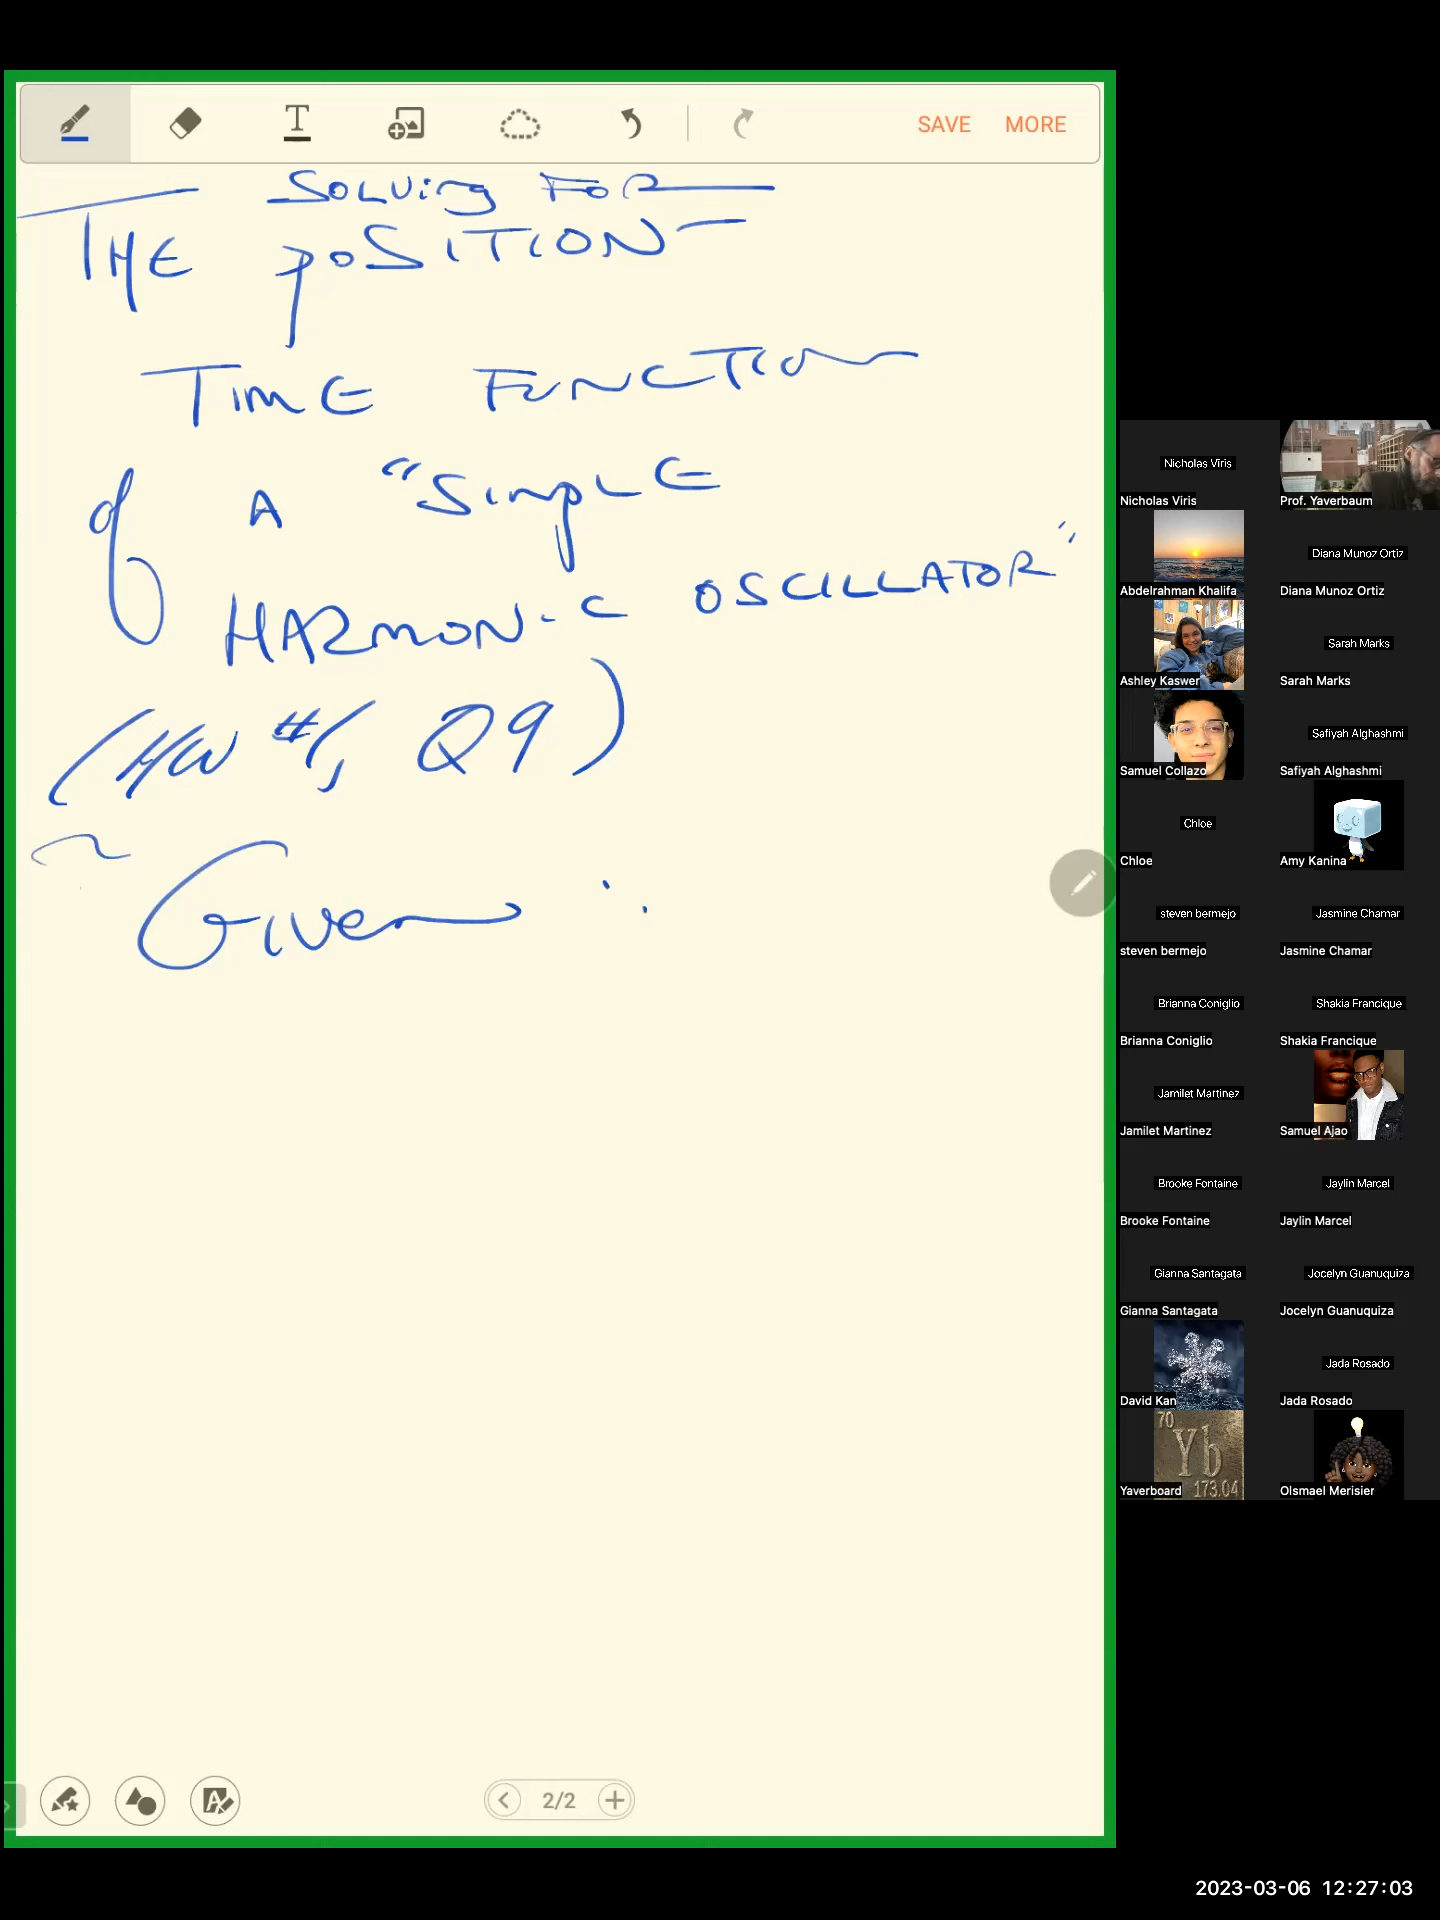 SAVE MORE
SOLVING FOR
THE POSITION
TIME FUNCTION
of A "SIMPLE
HARMONIC OSCILLATOR"
(HW #1, Q9)
Given :
2/2
Nicholas Viris
Nicholas Viris Prof. Yaverbaum
Diana Munoz Ortiz
Abdelrahman Khalifa Diana Munoz Ortiz
Sarah Marks
Ashley Kaswer Sarah Marks
Safiyah Alghashmi
Samuel Collazo Safiyah Alghashmi
Chloe
Chloe Amy Kanina
steven bermejo Jasmine Chamar
steven bermejo Jasmine Chamar
Brianna Coniglio Shakia Francique
Brianna Coniglio Shakia Francique
Jamilet Martinez
Jamilet Martinez Samuel Ajao
Brooke Fontaine Jaylin Marcel
Brooke Fontaine Jaylin Marcel
Gianna Santagata Jocelyn Guanuquiza
Gianna Santagata Jocelyn Guanuquiza
Jada Rosado
David Kan Jada Rosado
70
Yb
173.04
Yaverboard Olsmael Merisier
2023-03-06 12:27:03